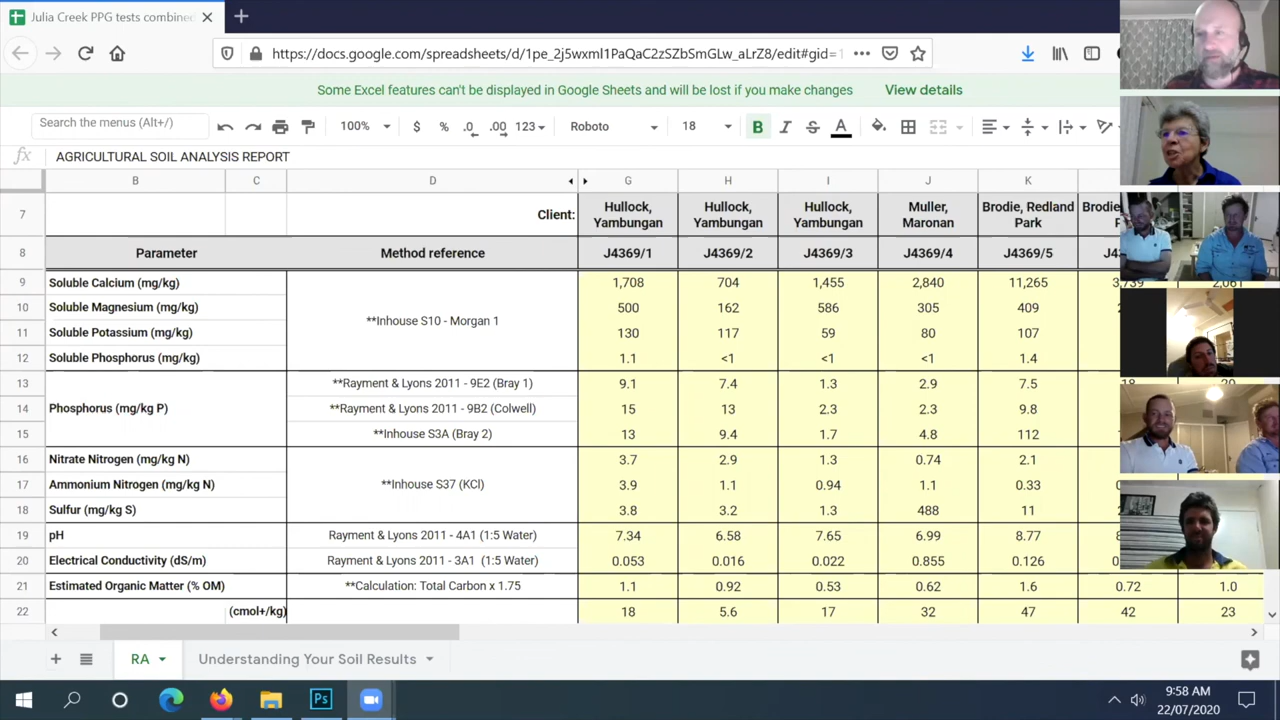 Julia Creek PPG tests combined
https://docs.google.com/spreadsheets/d/1pe_2j5wxml1PaQaC2zSZbSmGLw_aLrZ8/edit#gid=1
Some Excel features can't be displayed in Google Sheets and will be lost if you make changes View details
Search the menus (Alt+/) 100% $ % .0 .00 123 Roboto 18 B I S A
fx AGRICULTURAL SOIL ANALYSIS REPORT
B C D G H I J K
7 Client: Hullock, Yambungan Hullock, Yambungan Hullock, Yambungan Muller, Maronan Brodie, Redland Park Brodie
8 Parameter Method reference J4369/1 J4369/2 J4369/3 J4369/4 J4369/5 J4
9 Soluble Calcium (mg/kg) 1,708 704 1,455 2,840 11,265 3,739 2,061
10 Soluble Magnesium (mg/kg) 500 162 586 305 409
**Inhouse S10 - Morgan 1
11 Soluble Potassium (mg/kg) 130 117 59 80 107
12 Soluble Phosphorus (mg/kg) 1.1 <1 <1 <1 1.4
13 **Rayment & Lyons 2011 - 9E2 (Bray 1) 9.1 7.4 1.3 2.9 7.5 18 29
14 Phosphorus (mg/kg P) **Rayment & Lyons 2011 - 9B2 (Colwell) 15 13 2.3 2.3 9.8
15 **Inhouse S3A (Bray 2) 13 9.4 1.7 4.8 112
16 Nitrate Nitrogen (mg/kg N) 3.7 2.9 1.3 0.74 2.1
17 Ammonium Nitrogen (mg/kg N) **Inhouse S37 (KCl) 3.9 1.1 0.94 1.1 0.33
18 Sulfur (mg/kg S) 3.8 3.2 1.3 488 11
19 pH Rayment & Lyons 2011 - 4A1 (1:5 Water) 7.34 6.58 7.65 6.99 8.77
20 Electrical Conductivity (dS/m) Rayment & Lyons 2011 - 3A1 (1:5 Water) 0.053 0.016 0.022 0.855 0.126 0.
21 Estimated Organic Matter (% OM) **Calculation: Total Carbon x 1.75 1.1 0.92 0.53 0.62 1.6 0.72 1.0
22 (cmol+/kg) 18 5.6 17 32 47 42 23
RA Understanding Your Soil Results
Ps
9:58 AM
22/07/2020